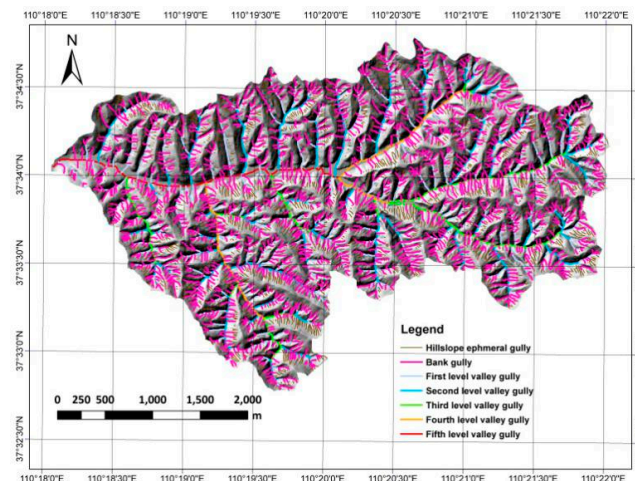 110°18'0"E 110°18'30"E 110°19'0"E 110°19'30"E 110°20'0"E 110°20'30"E 110°21'0"E 110°21'30"E 110°22'0"E
N
37°34'30"N
37°34'0"N
37°33'30"N
37°33'0"N
37°32'30"N
Legend
Hillslope ephmeral gully
Bank gully
First level valley gully
Second level valley gully
Third level valley gully
Fourth level valley gully
Fifth level valley gully
0 250 500 1,000 1,500 2,000
m
110°18'0"E 110°18'30"E 110°19'0"E 110°19'30"E 110°20'0"E 110°20'30"E 110°21'0"E 110°21'30"E 110°22'0"E